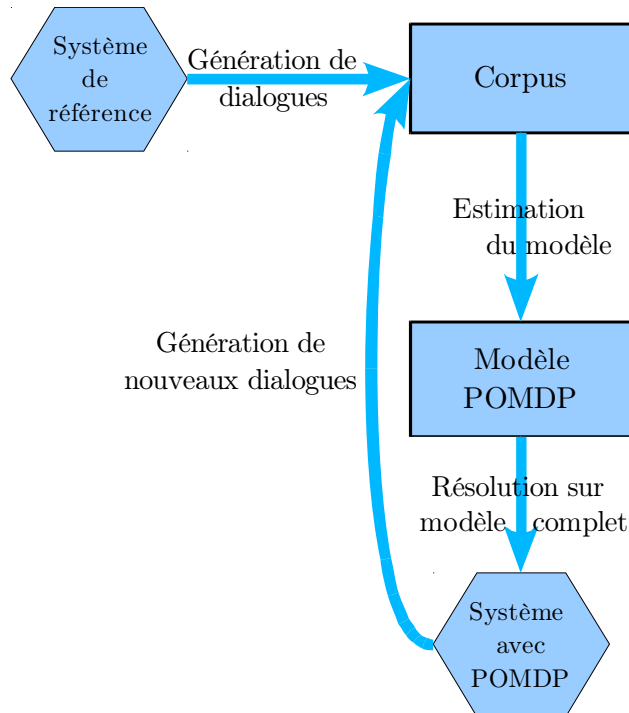 Système
de
référence
Génération de
dialogues
Corpus
Estimation
du modèle
Génération de
nouveaux dialogues
Modèle
POMDP
Résolution sur
modèle complet
Système
avec
POMDP